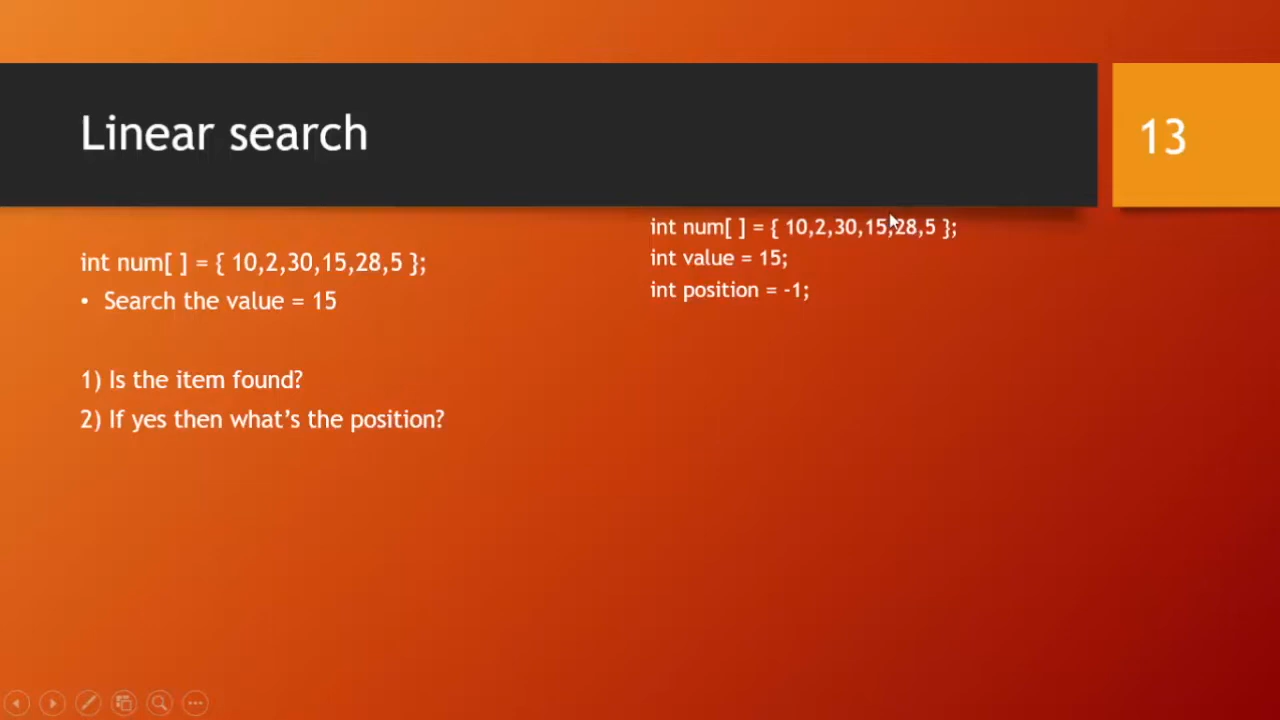 Linear search
13
int num[ ] = { 10,2,30,15,28,5 };
• Search the value = 15
1) Is the item found?
2) If yes then what’s the position?
int num[ ] = { 10,2,30,15,28,5 };
int value = 15;
int position = -1;